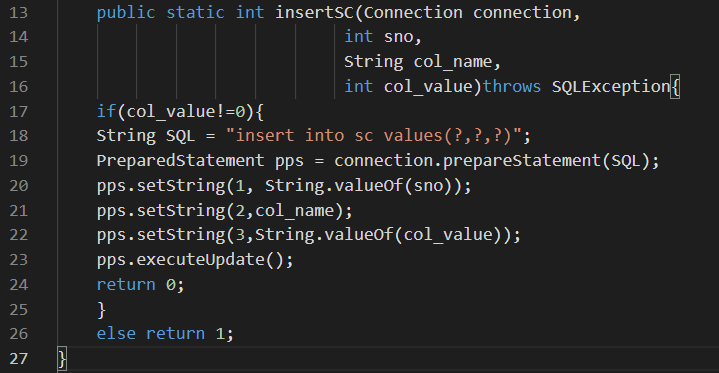 13 public static int insertSC(Connection connection,
14 int sno,
15 String col_name,
16 int col_value)throws SQLException{
17 if(col_value!=0){
18 String SQL = "insert into sc values(?,?,?)";
19 PreparedStatement pps = connection.prepareStatement(SQL);
20 pps.setString(1, String.valueOf(sno));
21 pps.setString(2,col_name);
22 pps.setString(3,String.valueOf(col_value));
23 pps.executeUpdate();
24 return 0;
25 }
26 else return 1;
27 }